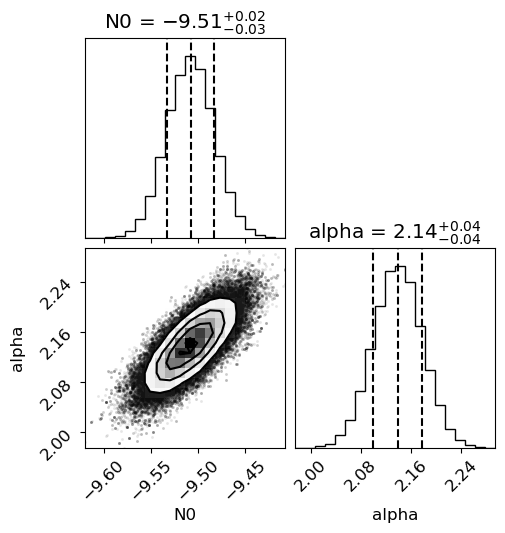 N0 = −9.51+0.02−0.03
alpha = 2.14+0.04−0.04
2.24
2.16
2.08
2.00
alpha
−9.60 −9.55 −9.50 −9.45
N0
2.00 2.08 2.16 2.24
alpha